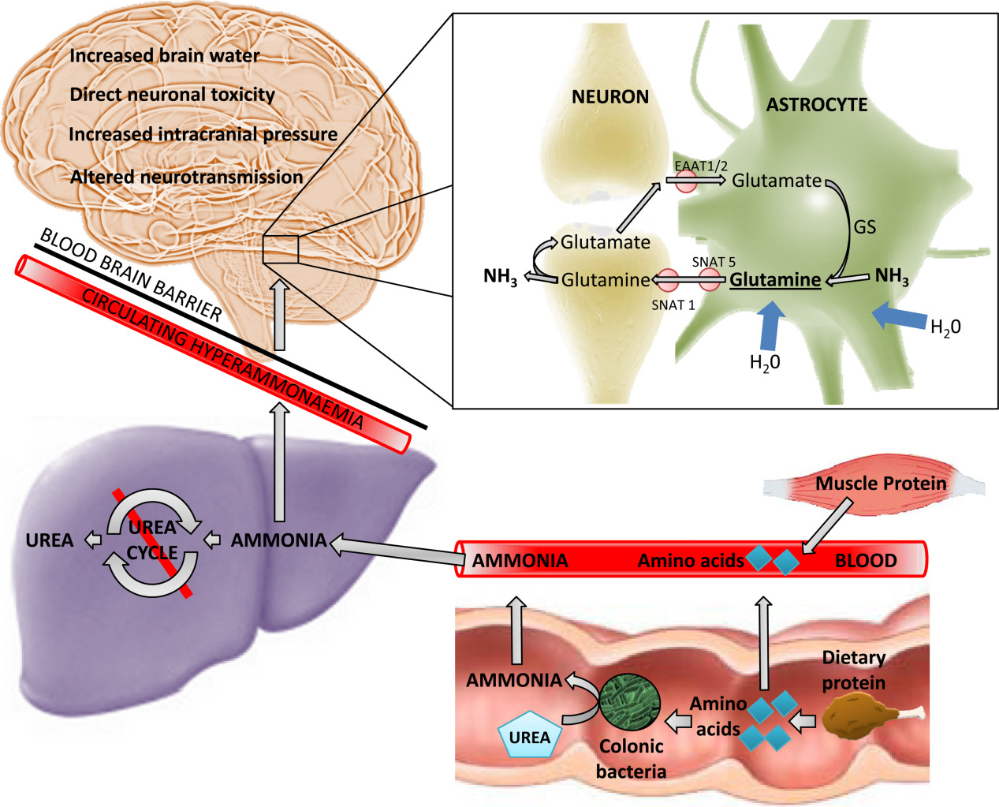 Increased brain water
Direct neuronal toxicity
Increased intracranial pressure
Altered neurotransmission
BLOOD BRAIN BARRIER
CIRCULATING HYPERAMMONAEMIA
NEURON
ASTROCYTE
EAAT1/2
Glutamate
GS
Glutamate
SNAT 5
NH3
Glutamine
Glutamine
NH3
SNAT 1
H20
H20
Muscle Protein
UREA
UREA
CYCLE
AMMONIA
AMMONIA
Amino acids
BLOOD
Dietary
protein
AMMONIA
Amino
acids
UREA
Colonic
bacteria